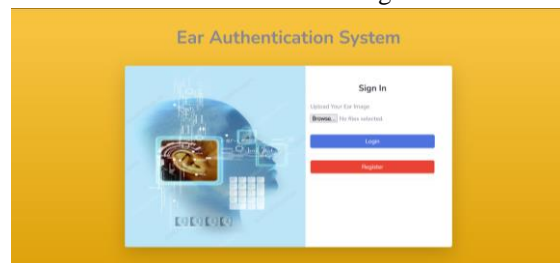 Ear Authentication System
Sign In
Upload Your Ear Image
Browse... No files selected.
Login
Register